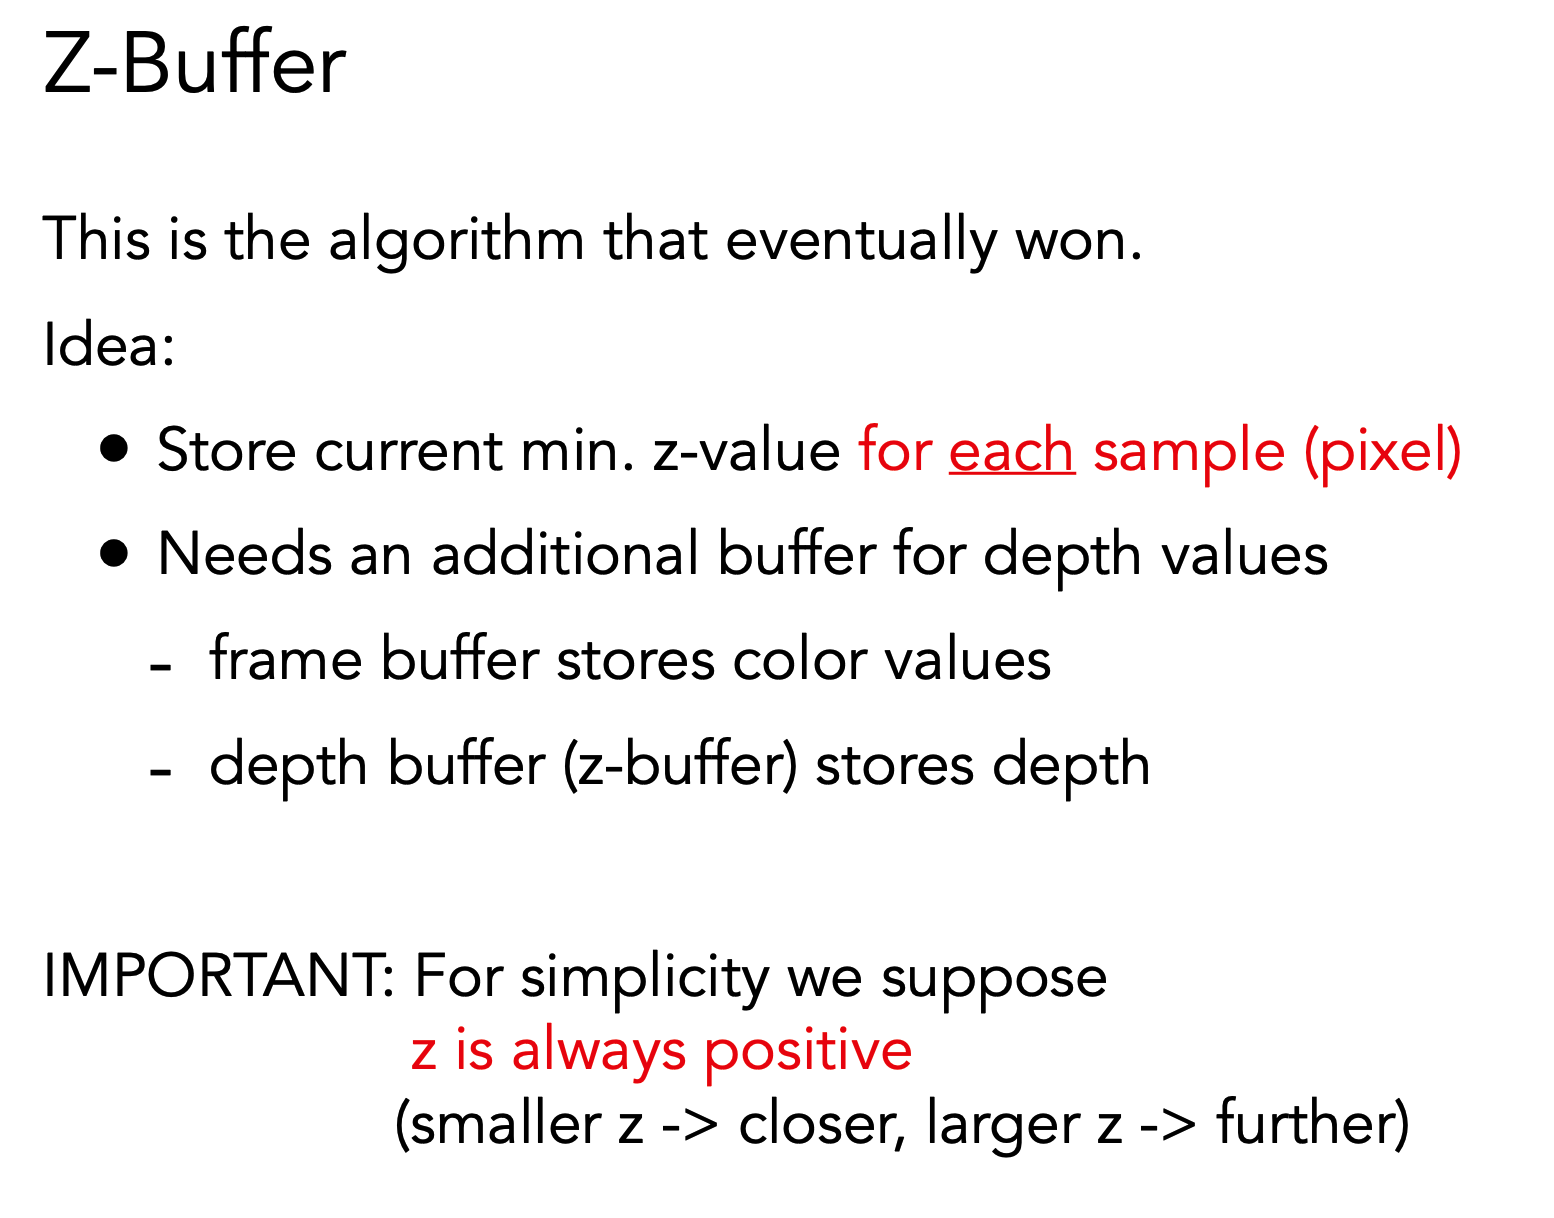 Z-Buffer
This is the algorithm that eventually won.
Idea:
• Store current min. z-value for each sample (pixel)
• Needs an additional buffer for depth values
- frame buffer stores color values
- depth buffer (z-buffer) stores depth
IMPORTANT: For simplicity we suppose
z is always positive
(smaller z -> closer, larger z -> further)